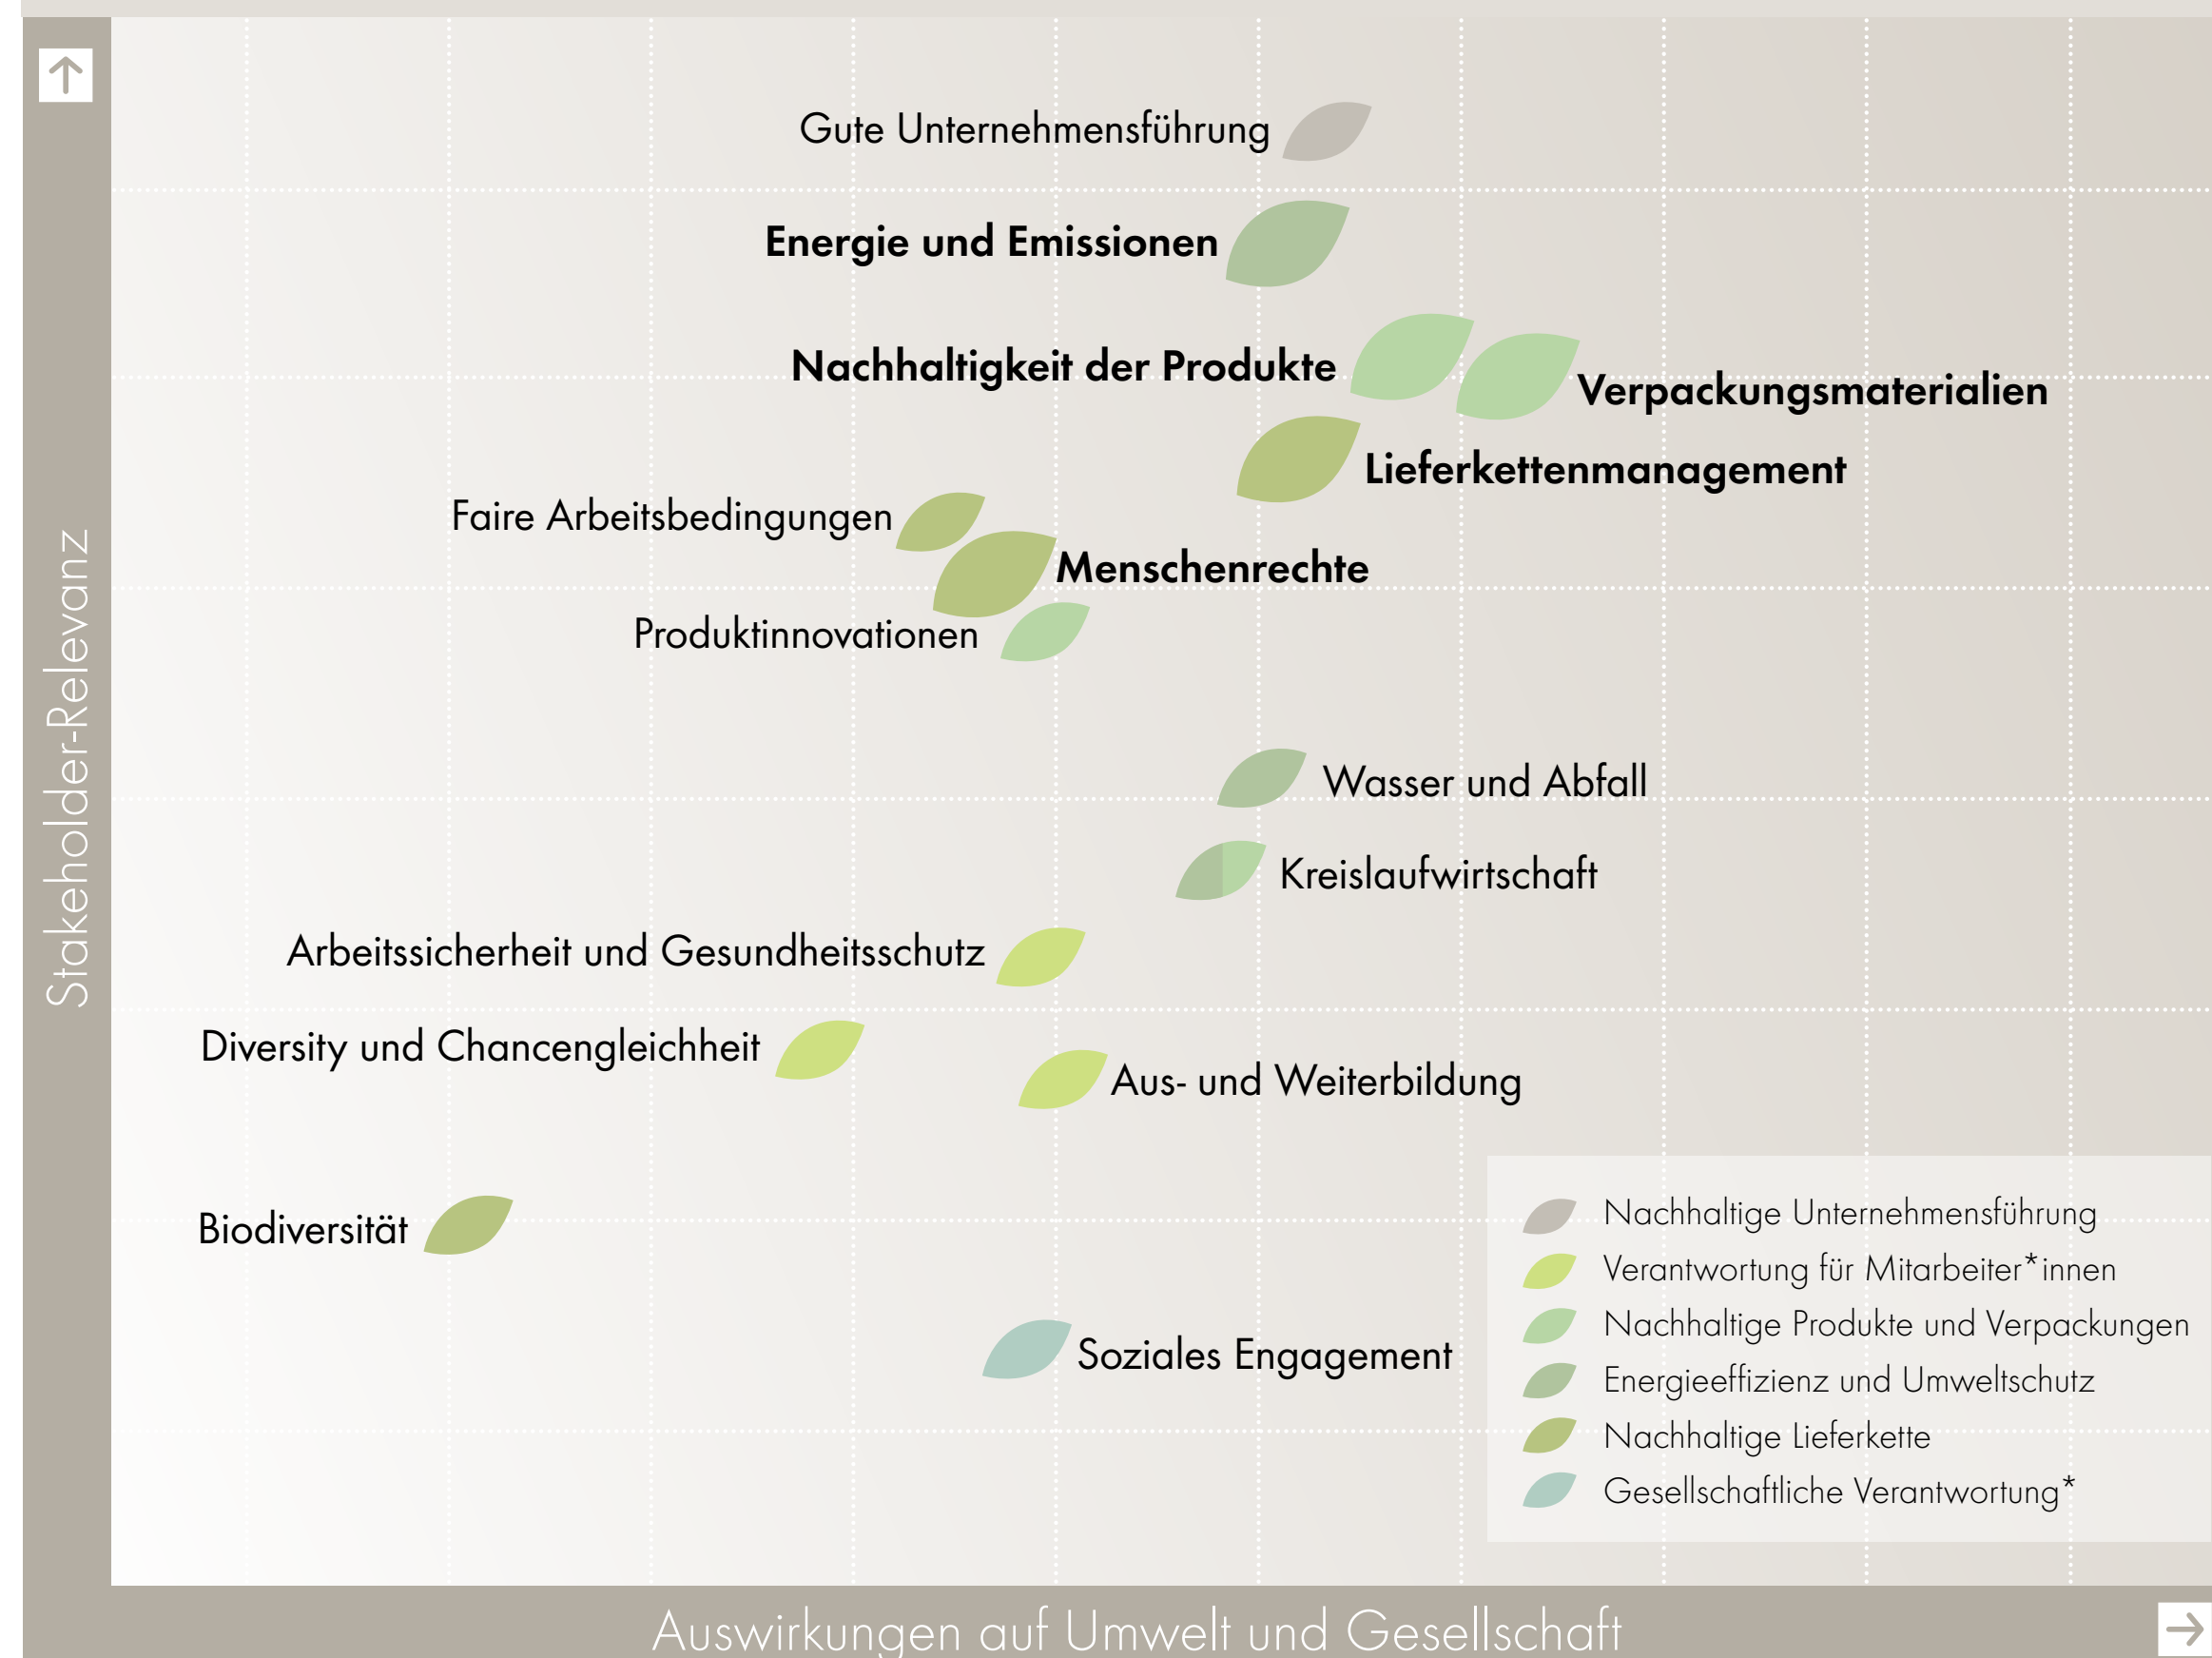 Gute Unternehmensführung
Energie und Emissionen
Nachhaltigkeit der Produkte
Verpackungsmaterialien
Lieferkettenmanagement
Faire Arbeitsbedingungen
Menschenrechte
Produktinnovationen
Wasser und Abfall
Kreislaufwirtschaft
Arbeitssicherheit und Gesundheitsschutz
Diversity und Chancengleichheit
Aus- und Weiterbildung
Biodiversität
Soziales Engagement
Nachhaltige Unternehmensführung
Verantwortung für Mitarbeiter*innen
Nachhaltige Produkte und Verpackungen
Energieeffizienz und Umweltschutz
Nachhaltige Lieferkette
Gesellschaftliche Verantwortung*
Stakeholder-Relevanz
Auswirkungen auf Umwelt und Gesellschaft